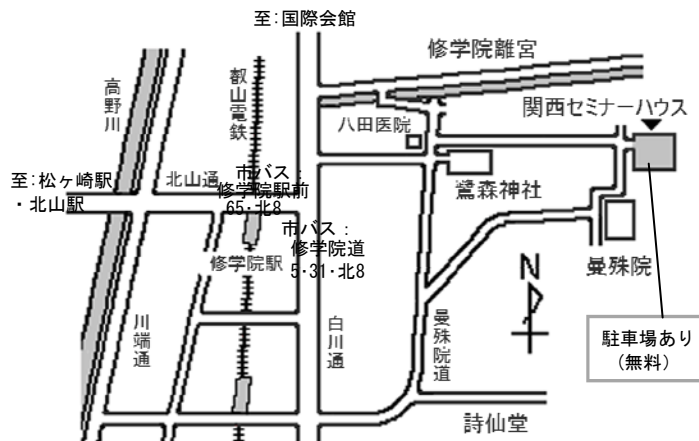 至:国際会館
修学院離宮
高野川
叡山電鉄
関西セミナーハウス
八田医院
至:松ヶ崎駅
・北山駅
北山通
市バス:
修学院駅前
65・北8
鷺森神社
市バス:
修学院道
5・31・北8
修学院駅
曼殊院
N
川端通
白川通
曼殊院道
駐車場あり
(無料)
詩仙堂